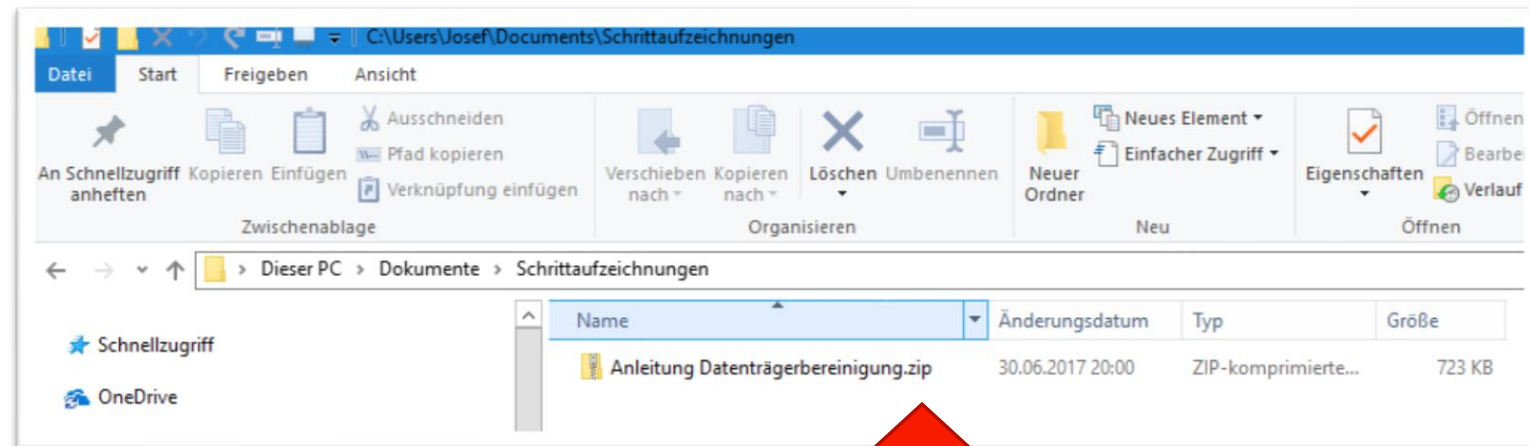 C:\Users\Josef\Documents\Schrittaufzeichnungen
Datei Start Freigeben Ansicht
An Schnellzugriff anheften
Kopieren
Einfügen
Ausschneiden
Pfad kopieren
Verknüpfung einfügen
Zwischenablage
Verschieben nach
Kopieren nach
Löschen
Umbenennen
Organisieren
Neuer Ordner
Neues Element
Einfacher Zugriff
Neu
Eigenschaften
Öffnen
Verlauf
Öffnen
Dieser PC > Dokumente > Schrittaufzeichnungen
Schnellzugriff
OneDrive
Name Änderungsdatum Typ Größe
Anleitung Datenträgerbereinigung.zip 30.06.2017 20:00 ZIP-komprimierte... 723 KB